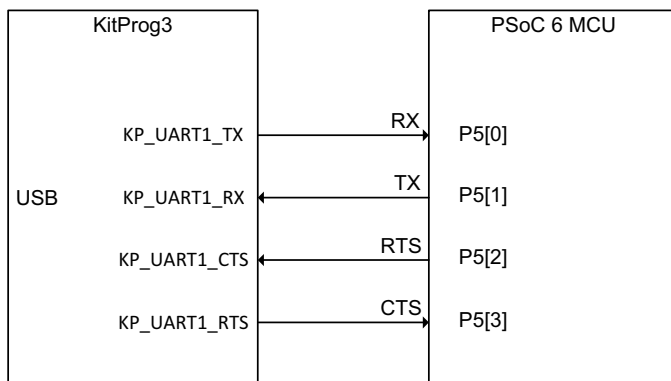 KitProg3
PSoC 6 MCU
KP_UART1_TX
RX
P5[0]
USB
KP_UART1_RX
TX
P5[1]
KP_UART1_CTS
RTS
P5[2]
KP_UART1_RTS
CTS
P5[3]